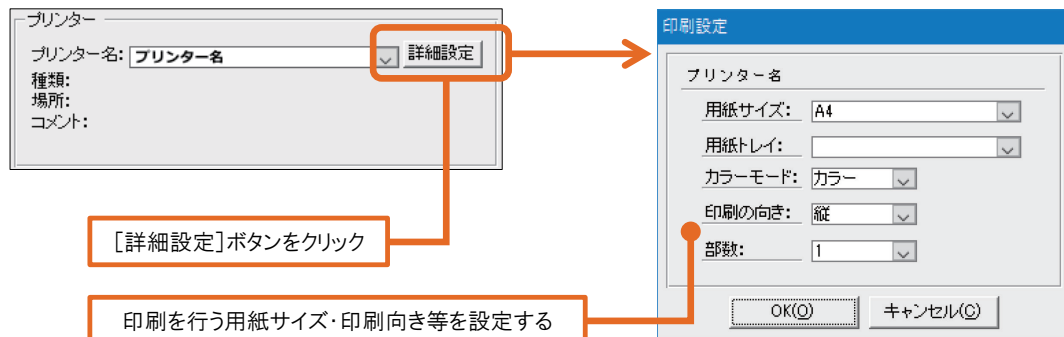 プリンター
プリンター名: プリンター名 詳細設定
種類:
場所:
コメント:
[詳細設定]ボタンをクリック
印刷を行う用紙サイズ・印刷向き等を設定する
印刷設定
プリンター名
用紙サイズ: A4
用紙トレイ:
カラーモード: カラー
印刷の向き: 縦
部数: 1
OK(O) キャンセル(C)